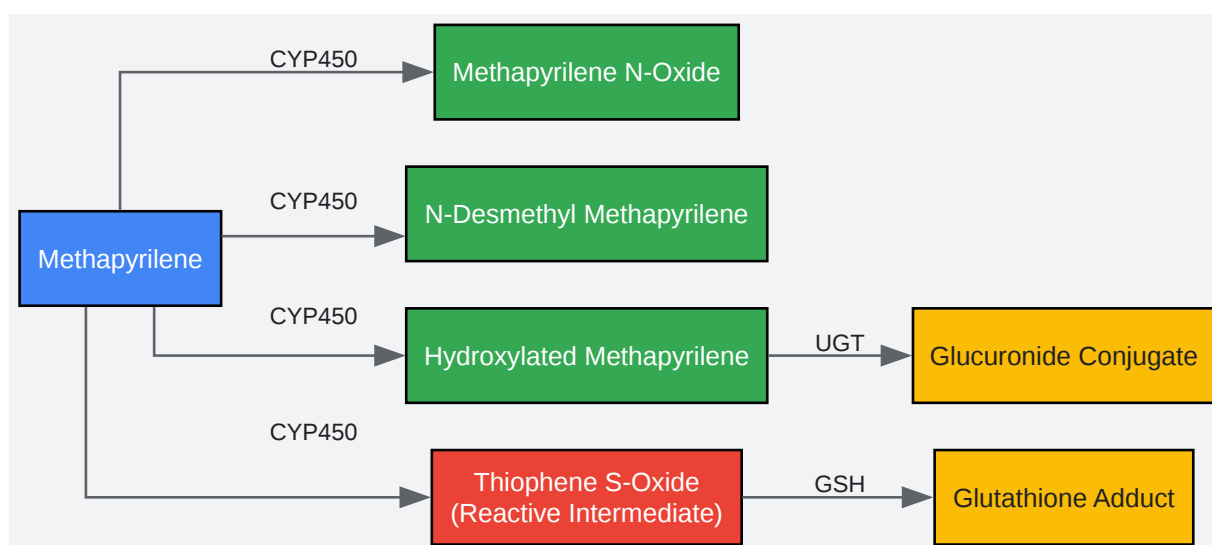 CYP450
Methapyrilene N-Oxide
CYP450
N-Desmethyl Methapyrilene
Methapyrilene
CYP450
Hydroxylated Methapyrilene
UGT
Glucuronide Conjugate
CYP450
Thiophene S-Oxide
(Reactive Intermediate)
GSH
Glutathione Adduct